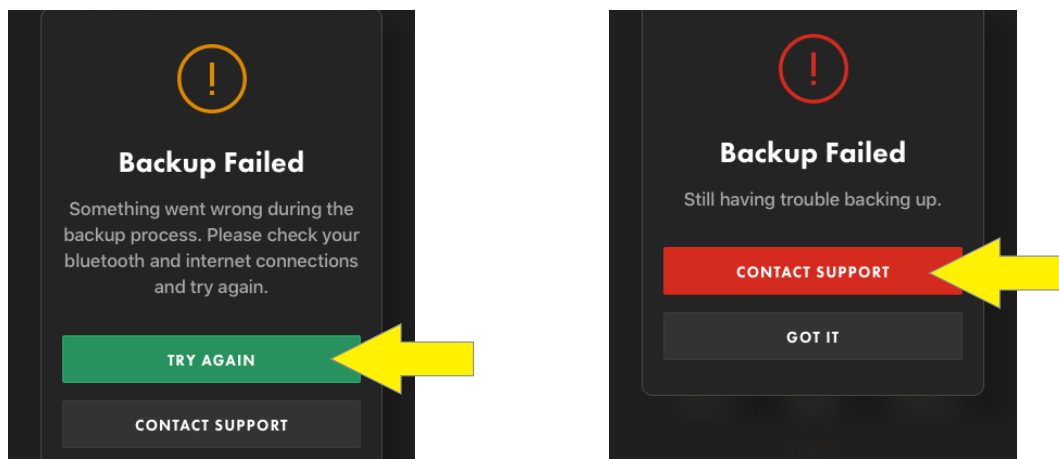 Backup Failed
Something went wrong during the
backup process. Please check your
bluetooth and internet connections
and try again.
TRY AGAIN
CONTACT SUPPORT
Backup Failed
Still having trouble backing up.
CONTACT SUPPORT
GOT IT